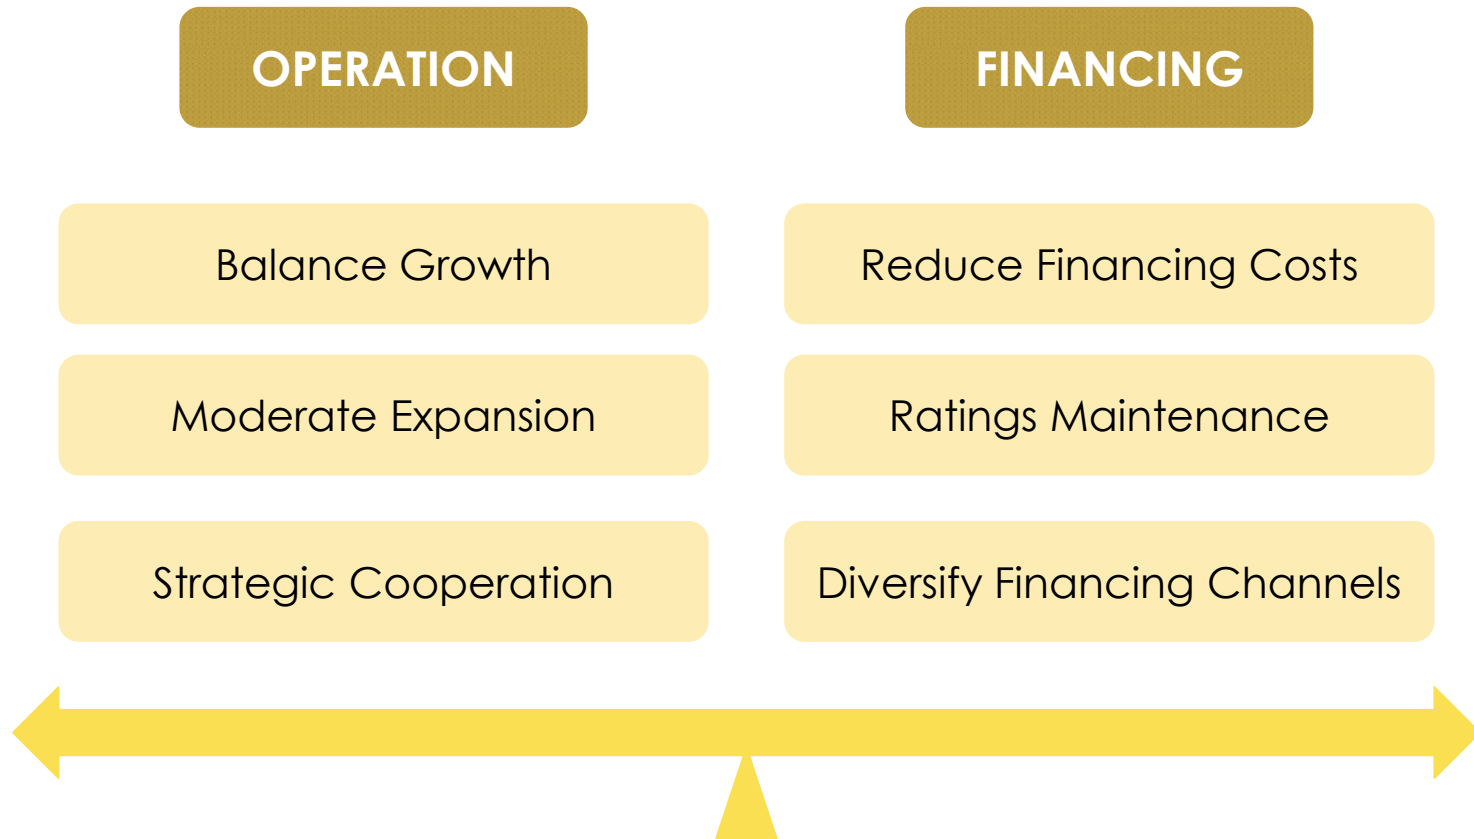 OPERATION
FINANCING
Balance Growth
Reduce Financing Costs
Moderate Expansion
Ratings Maintenance
Strategic Cooperation
Diversify Financing Channels